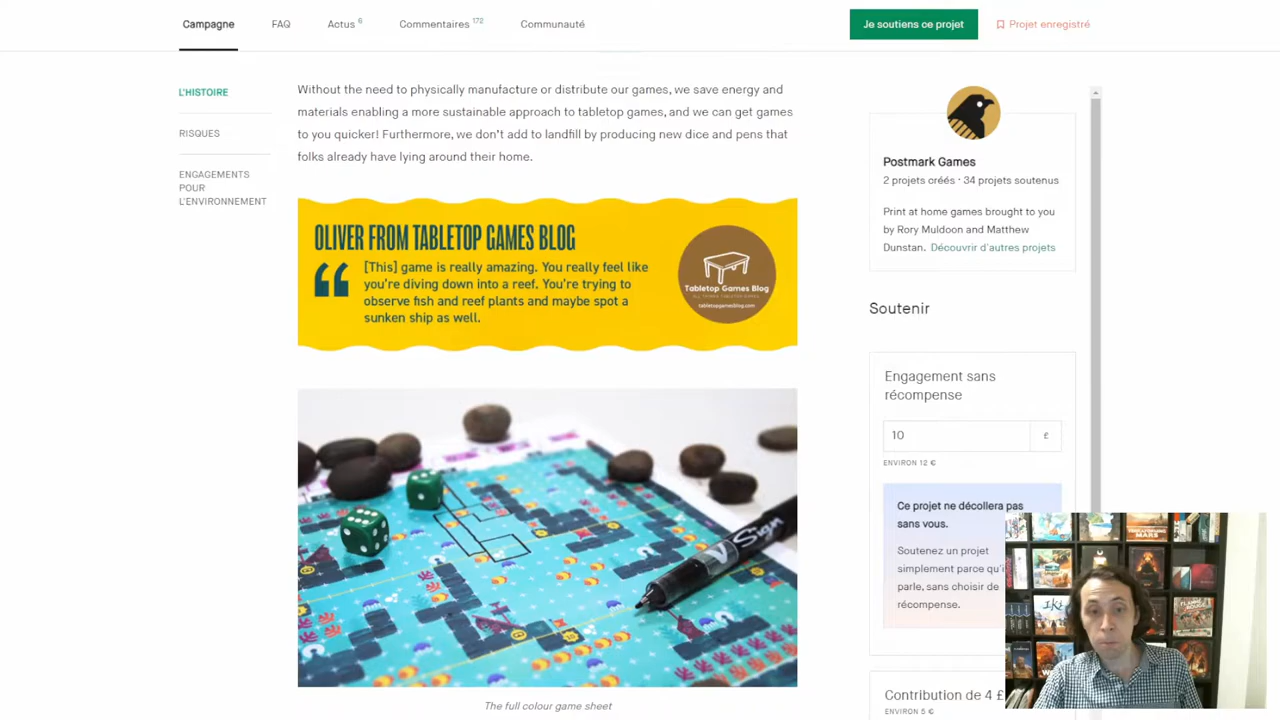 Campagne
FAQ
Actus 6
Commentaires 172
Communauté
Je soutiens ce projet
Projet enregistré
L'HISTOIRE
RISQUES
ENGAGEMENTS
POUR
L'ENVIRONNEMENT
Without the need to physically manufacture or distribute our games, we save energy and
materials enabling a more sustainable approach to tabletop games, and we can get games
to you quicker! Furthermore, we don't add to landfill by producing new dice and pens that
folks already have lying around their home.
OLIVER FROM TABLETOP GAMES BLOG
[This] game is really amazing. You really feel like
you're diving down into a reef. You're trying to
observe fish and reef plants and maybe spot a
sunken ship as well.
Tabletop Games Blog
tabletopgamesblog.com
V Sign
The full colour game sheet
Postmark Games
2 projets créés · 34 projets soutenus
Print at home games brought to you
by Rory Muldoon and Matthew
Dunstan. Découvrir d'autres projets
Soutenir
Engagement sans
récompense
10 £
ENVIRON 12 €
Ce projet ne décollera pas
sans vous.
Soutenez un projet
simplement parce qu'i
parle, sans choisir de
récompense.
Contribution de 4 £
ENVIRON 5 €
MARS
IKI
FLAMME
ROUGE